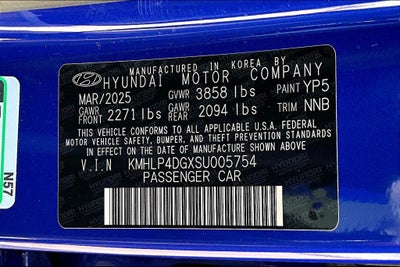 MANUFACTURED IN KOREA BY
HYUNDAI MOTOR COMPANY
MAR/2025 GVWR 3858 lbs PAINT YP5
GAWR FRONT 2271 lbs GAWR REAR 2094 lbs TRIM NNB
THIS VEHICLE CONFORMS TO ALL APPLICABLE U.S.A. FEDERAL
MOTOR VEHICLE SAFETY, BUMPER, AND THEFT PREVENTION STANDARDS
IN EFFECT ON THE DATE OF MANUFACTURE SHOWN ABOVE.
V.I.N KMHLP4DGXSU005754
PASSENGER CAR
N57